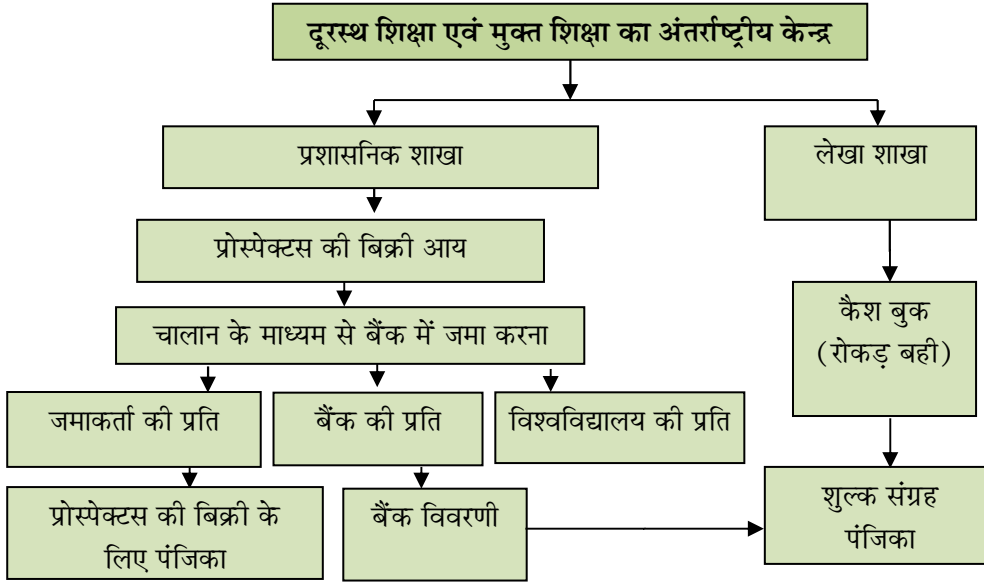 दूरस्थ शिक्षा एवं मुक्त शिक्षा का अंतर्राष्ट्रीय केन्द्र
प्रशासनिक शाखा
लेखा शाखा
प्रोस्पेक्टस की बिक्री आय
चालान के माध्यम से बैंक में जमा करना
कैश बुक
(रोकड़ बही)
जमाकर्ता की प्रति
बैंक की प्रति
विश्वविद्यालय की प्रति
प्रोस्पेक्टस की बिक्री के
लिए पंजिका
बैंक विवरणी
शुल्क संग्रह
पंजिका